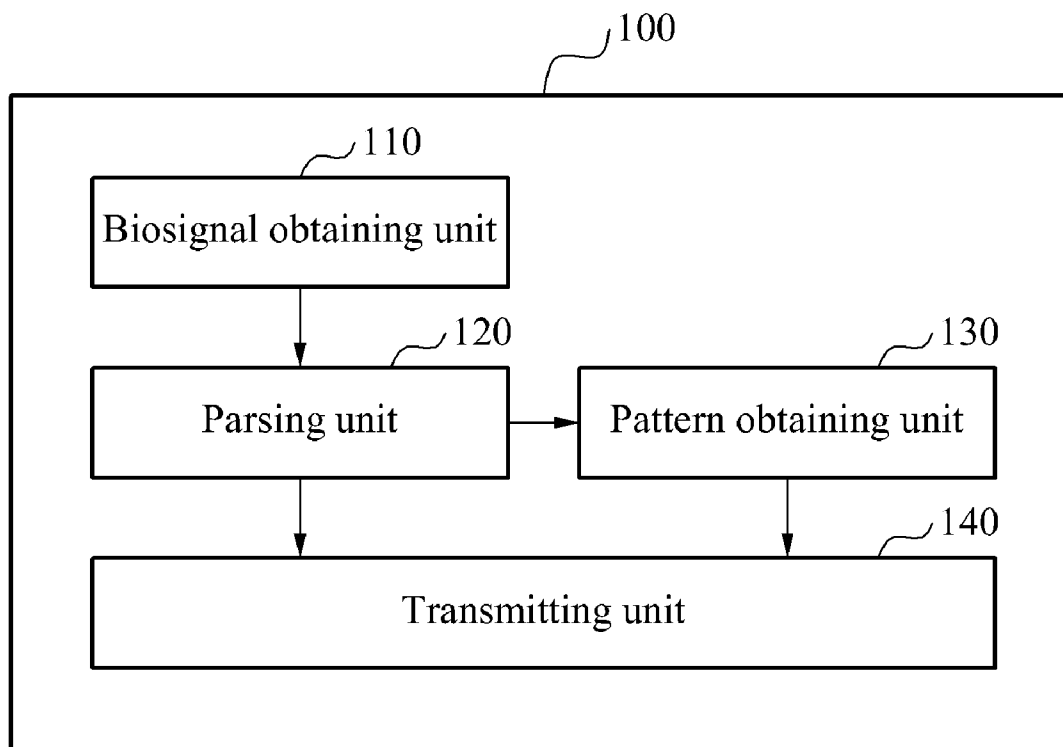 100
110
Biosignal obtaining unit
120
130
Parsing unit
Pattern obtaining unit
140
Transmitting unit